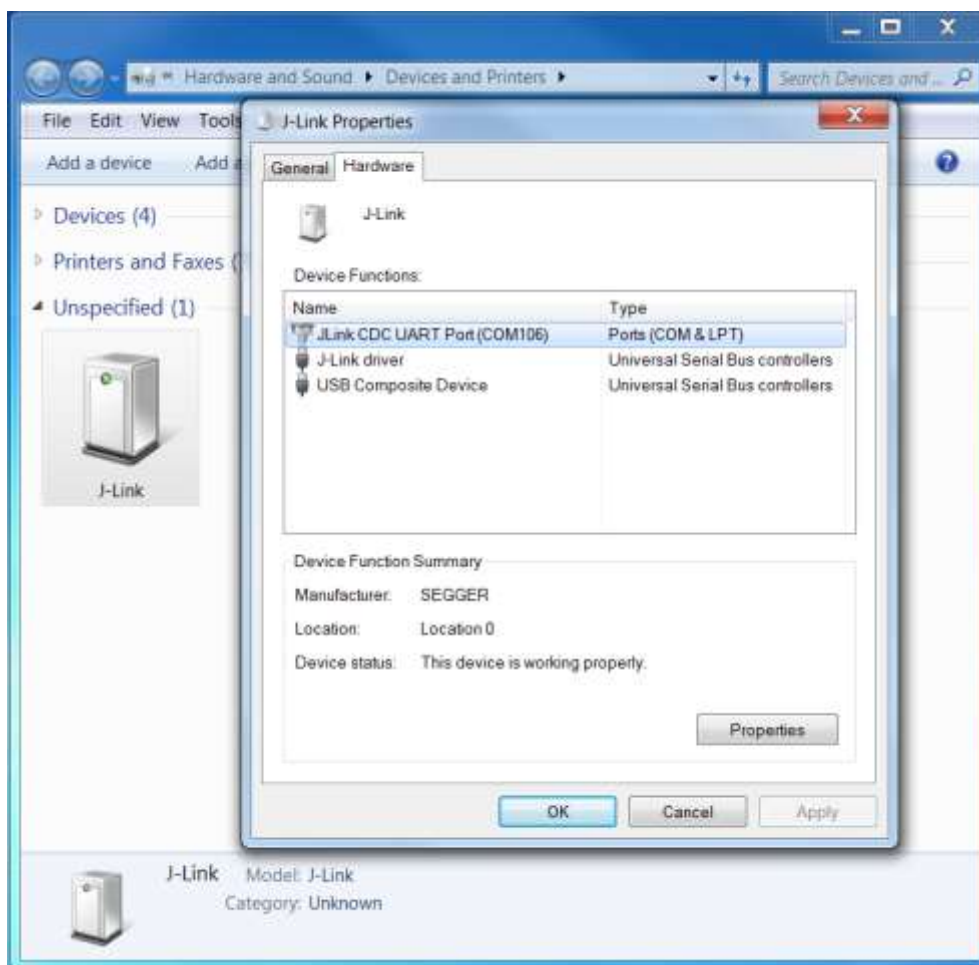 Hardware and Sound ▸ Devices and Printers ▸
Search Devices and ...
File Edit View Tools
Add a device Add a
Devices (4)
Printers and Faxes (
Unspecified (1)
J-Link
J-Link Properties
General Hardware
J-Link
Device Functions:
Name Type
JLink CDC UART Port (COM106) Ports (COM & LPT)
J-Link driver Universal Serial Bus controllers
USB Composite Device Universal Serial Bus controllers
Device Function Summary
Manufacturer: SEGGER
Location: Location 0
Device status: This device is working properly.
Properties
OK Cancel Apply
J-Link Model: J-Link
Category: Unknown